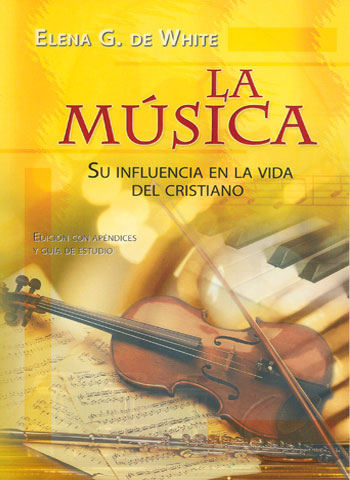 ELENA G. DE WHITE
LA
MÚSICA
SU INFLUENCIA EN LA VIDA
DEL CRISTIANO
EDICIÓN CON APÉNDICES
Y GUÍA DE ESTUDIO